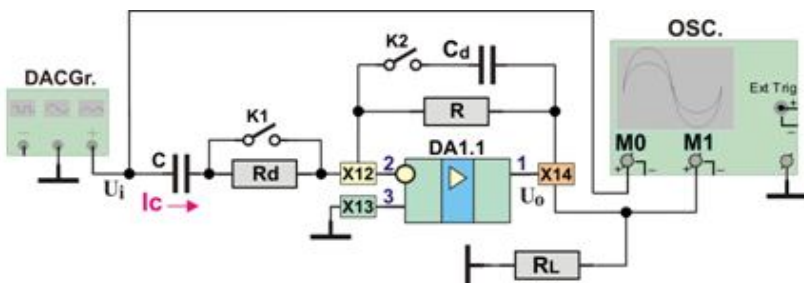 OSC.
K2
Cd
DACGr.
Ext Trig
+
−
K1
R
DA1.1
M0
M1
C
Rd
X12
2
1
X14
+
−
+
−
Ui
Ic
X13
3
Uo
RL